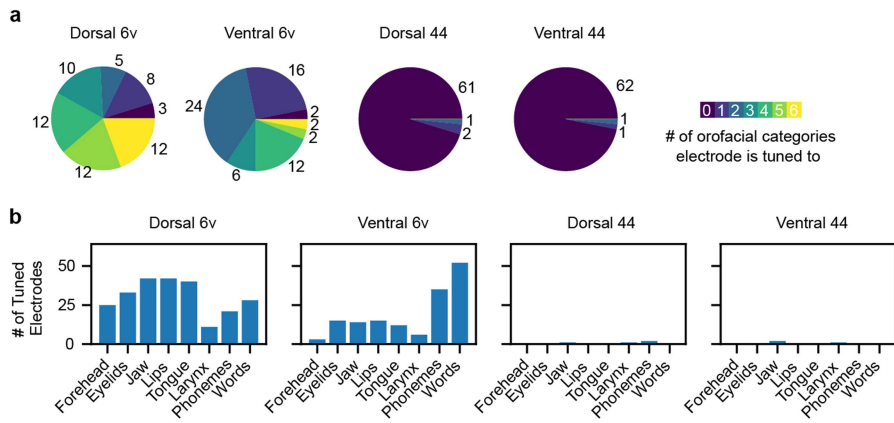 a
Dorsal 6v
Ventral 6v
Dorsal 44
Ventral 44
5
8
3
12
12
12
10
16
2
2
2
12
6
24
61
1
2
62
1
1
0 1 2 3 4 5 6
# of orofacial categories
electrode is tuned to
b
Dorsal 6v
Ventral 6v
Dorsal 44
Ventral 44
# of Tuned
Electrodes
50
25
0
Forehead
Eyelids
Jaw
Lips
Tongue
Larynx
Phonemes
Words
Forehead
Eyelids
Jaw
Lips
Tongue
Larynx
Phonemes
Words
Forehead
Eyelids
Jaw
Lips
Tongue
Larynx
Phonemes
Words
Forehead
Eyelids
Jaw
Lips
Tongue
Larynx
Phonemes
Words